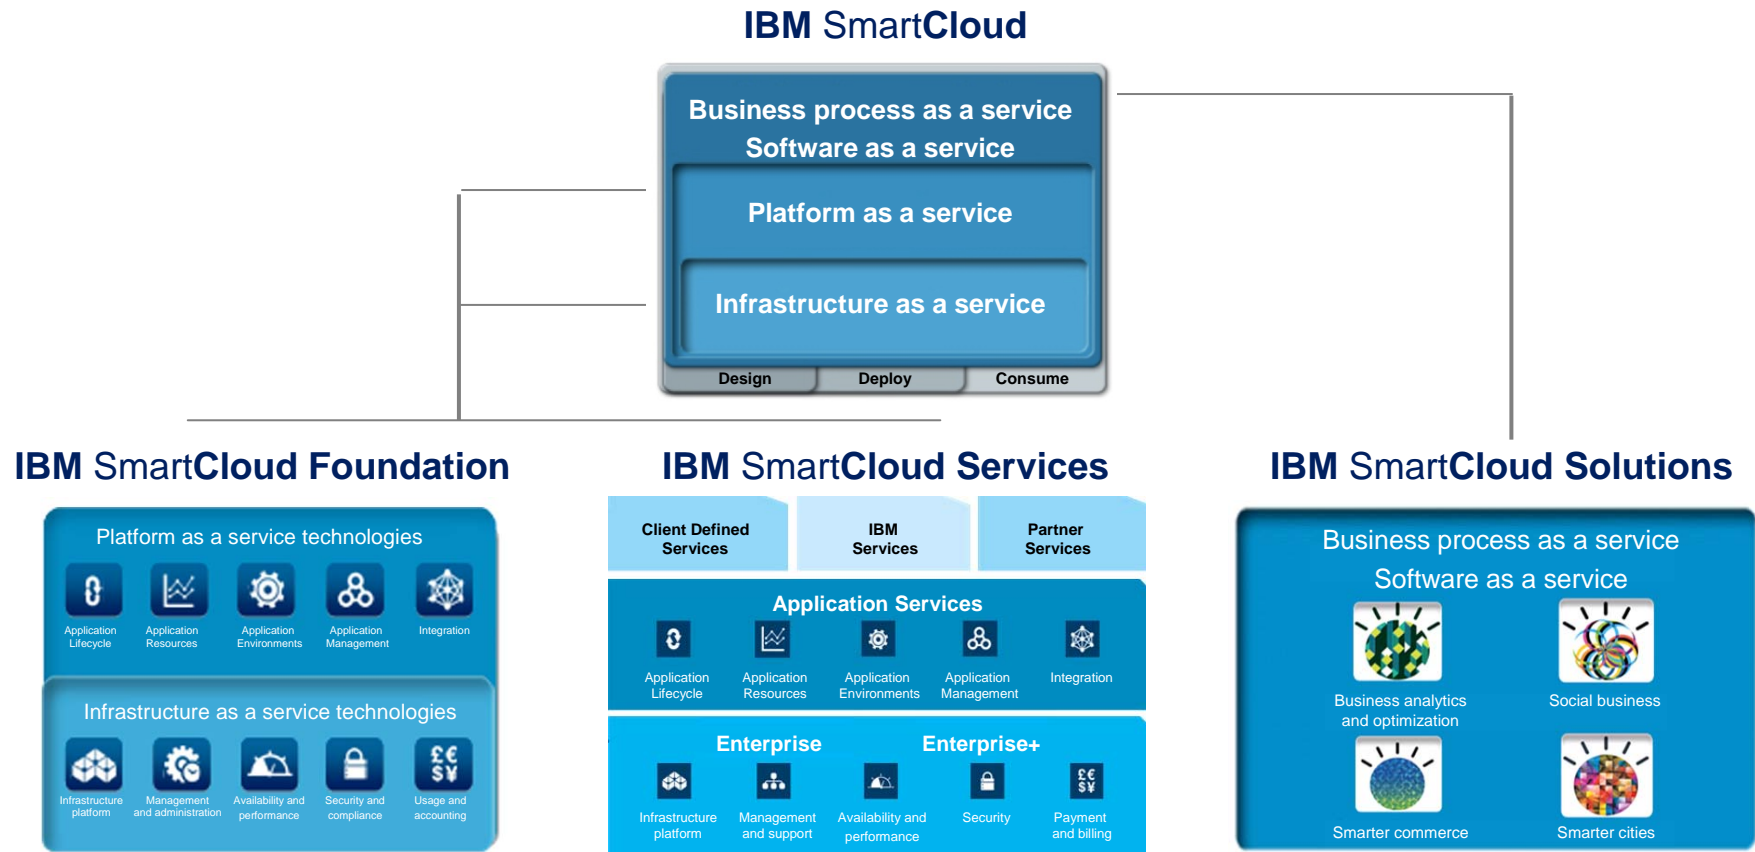 IBM SmartCloud
Business process as a service
Software as a service
Platform as a service
Infrastructure as a service
Design Deploy Consume
IBM SmartCloud Foundation
Platform as a service technologies
Application Lifecycle
Application Resources
Application Environments
Application Management
Integration
Infrastructure as a service technologies
Infrastructure platform
Management and administration
Availability and performance
Security and compliance
£€
$¥
Usage and accounting
IBM SmartCloud Services
Client Defined Services
IBM Services
Partner Services
Application Services
Application Lifecycle
Application Resources
Application Environments
Application Management
Integration
Enterprise Enterprise+
Infrastructure platform
Management and support
Availability and performance
Security
£€
$¥
Payment and billing
IBM SmartCloud Solutions
Business process as a service
Software as a service
Business analytics and optimization
Social business
Smarter commerce
Smarter cities